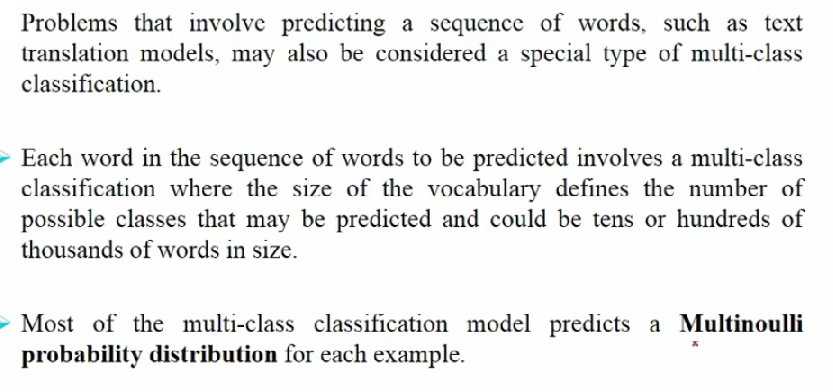 Problems that involve predicting a sequence of words, such as text
translation models, may also be considered a special type of multi-class
classification.
Each word in the sequence of words to be predicted involves a multi-class
classification where the size of the vocabulary defines the number of
possible classes that may be predicted and could be tens or hundreds of
thousands of words in size.
Most of the multi-class classification model predicts a Multinoulli
probability distribution for each example.